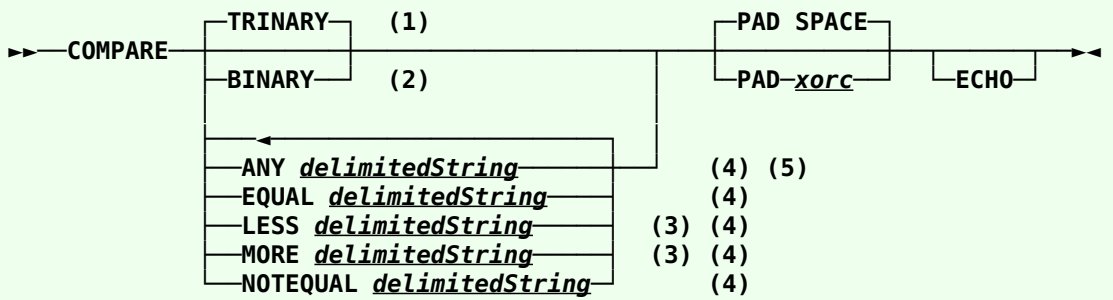 TRINARY (1) PAD SPACE
COMPARE
BINARY (2) PAD xorc ECHO
ANY delimitedString (4) (5)
EQUAL delimitedString (4)
LESS delimitedString (3) (4)
MORE delimitedString (3) (4)
NOTEQUAL delimitedString (4)